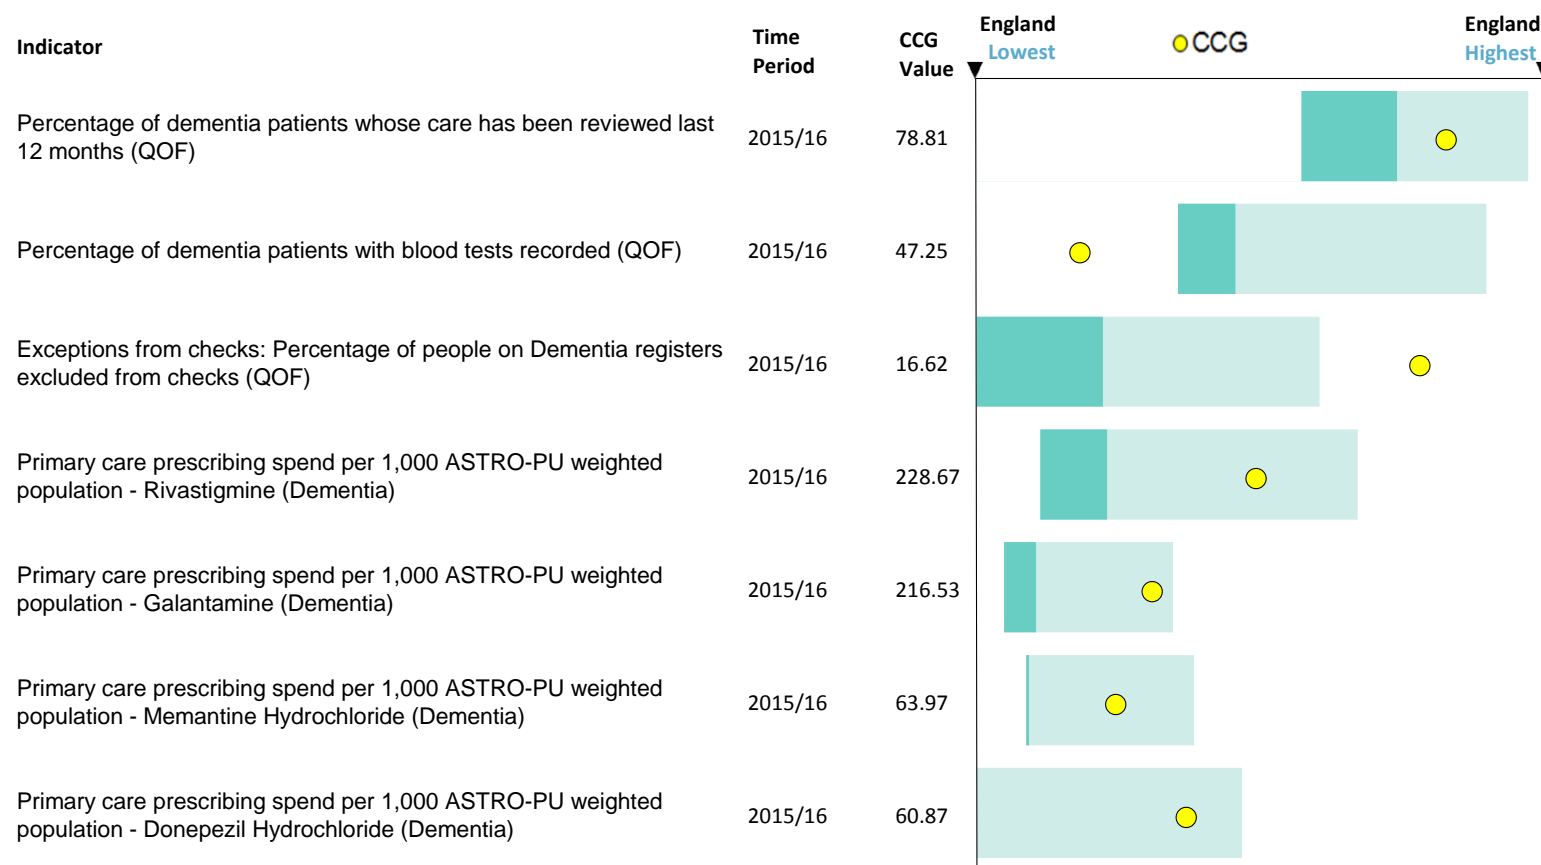 Indicator
Time
Period
CCG
Value
England
Lowest
CCG
England
Highest
Percentage of dementia patients whose care has been reviewed last
12 months (QOF)
2015/16
78.81
Percentage of dementia patients with blood tests recorded (QOF)
2015/16
47.25
Exceptions from checks: Percentage of people on Dementia registers
excluded from checks (QOF)
2015/16
16.62
Primary care prescribing spend per 1,000 ASTRO-PU weighted
population - Rivastigmine (Dementia)
2015/16
228.67
Primary care prescribing spend per 1,000 ASTRO-PU weighted
population - Galantamine (Dementia)
2015/16
216.53
Primary care prescribing spend per 1,000 ASTRO-PU weighted
population - Memantine Hydrochloride (Dementia)
2015/16
63.97
Primary care prescribing spend per 1,000 ASTRO-PU weighted
population - Donepezil Hydrochloride (Dementia)
2015/16
60.87